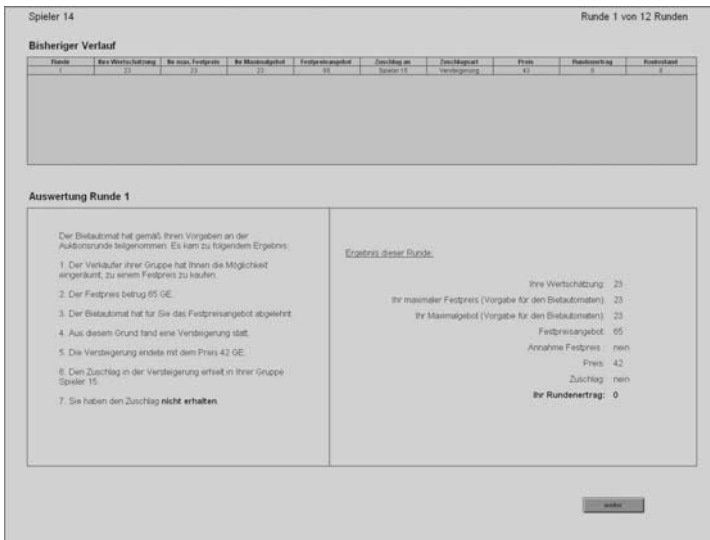 Spieler 14
Runde 1 von 12 Runden
Bisheriger Verlauf
Runde Ihre Wertschätzung Ihr max. Festpreis Ihr Maximalgebot Festpreisangebot Zuschlag an Zuschlagsart Preis Rundenertrag Kontostand
1 23 23 23 65 Spieler 15 Versteigerung 42 0 0
Auswertung Runde 1
Der Bietautomat hat gemäß Ihren Vorgaben an der
Auktionsrunde teilgenommen. Es kam zu folgendem Ergebnis:
1. Der Verkäufer ihrer Gruppe hat Ihnen die Möglichkeit
eingeräumt, zu einem Festpreis zu kaufen.
2. Der Festpreis betrug 65 GE.
3. Der Bietautomat hat für Sie das Festpreisangebot abgelehnt.
4. Aus diesem Grund fand eine Versteigerung statt.
5. Die Versteigerung endete mit dem Preis 42 GE.
6. Den Zuschlag in der Versteigerung erhielt in Ihrer Gruppe
Spieler 15.
7. Sie haben den Zuschlag nicht erhalten.
Ergebnis dieser Runde:
Ihre Wertschätzung: 23
Ihr maximaler Festpreis (Vorgabe für den Bietautomaten): 23
Ihr Maximalgebot (Vorgabe für den Bietautomaten): 23
Festpreisangebot: 65
Annahme Festpreis: nein
Preis: 42
Zuschlag: nein
Ihr Rundenertrag: 0
weiter